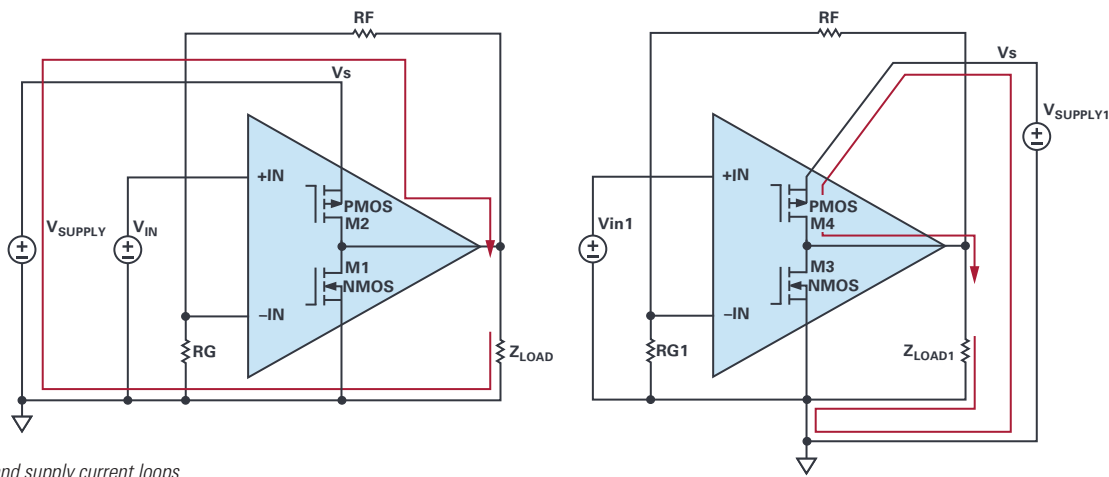 RF
Vs
+IN
PMOS
M2
VSUPPLY
VIN
M1
NMOS
–IN
RG
ZLOAD
RF
Vs
VSUPPLY1
+IN
PMOS
M4
Vin1
M3
NMOS
–IN
RG1
ZLOAD1
nd supply current loops